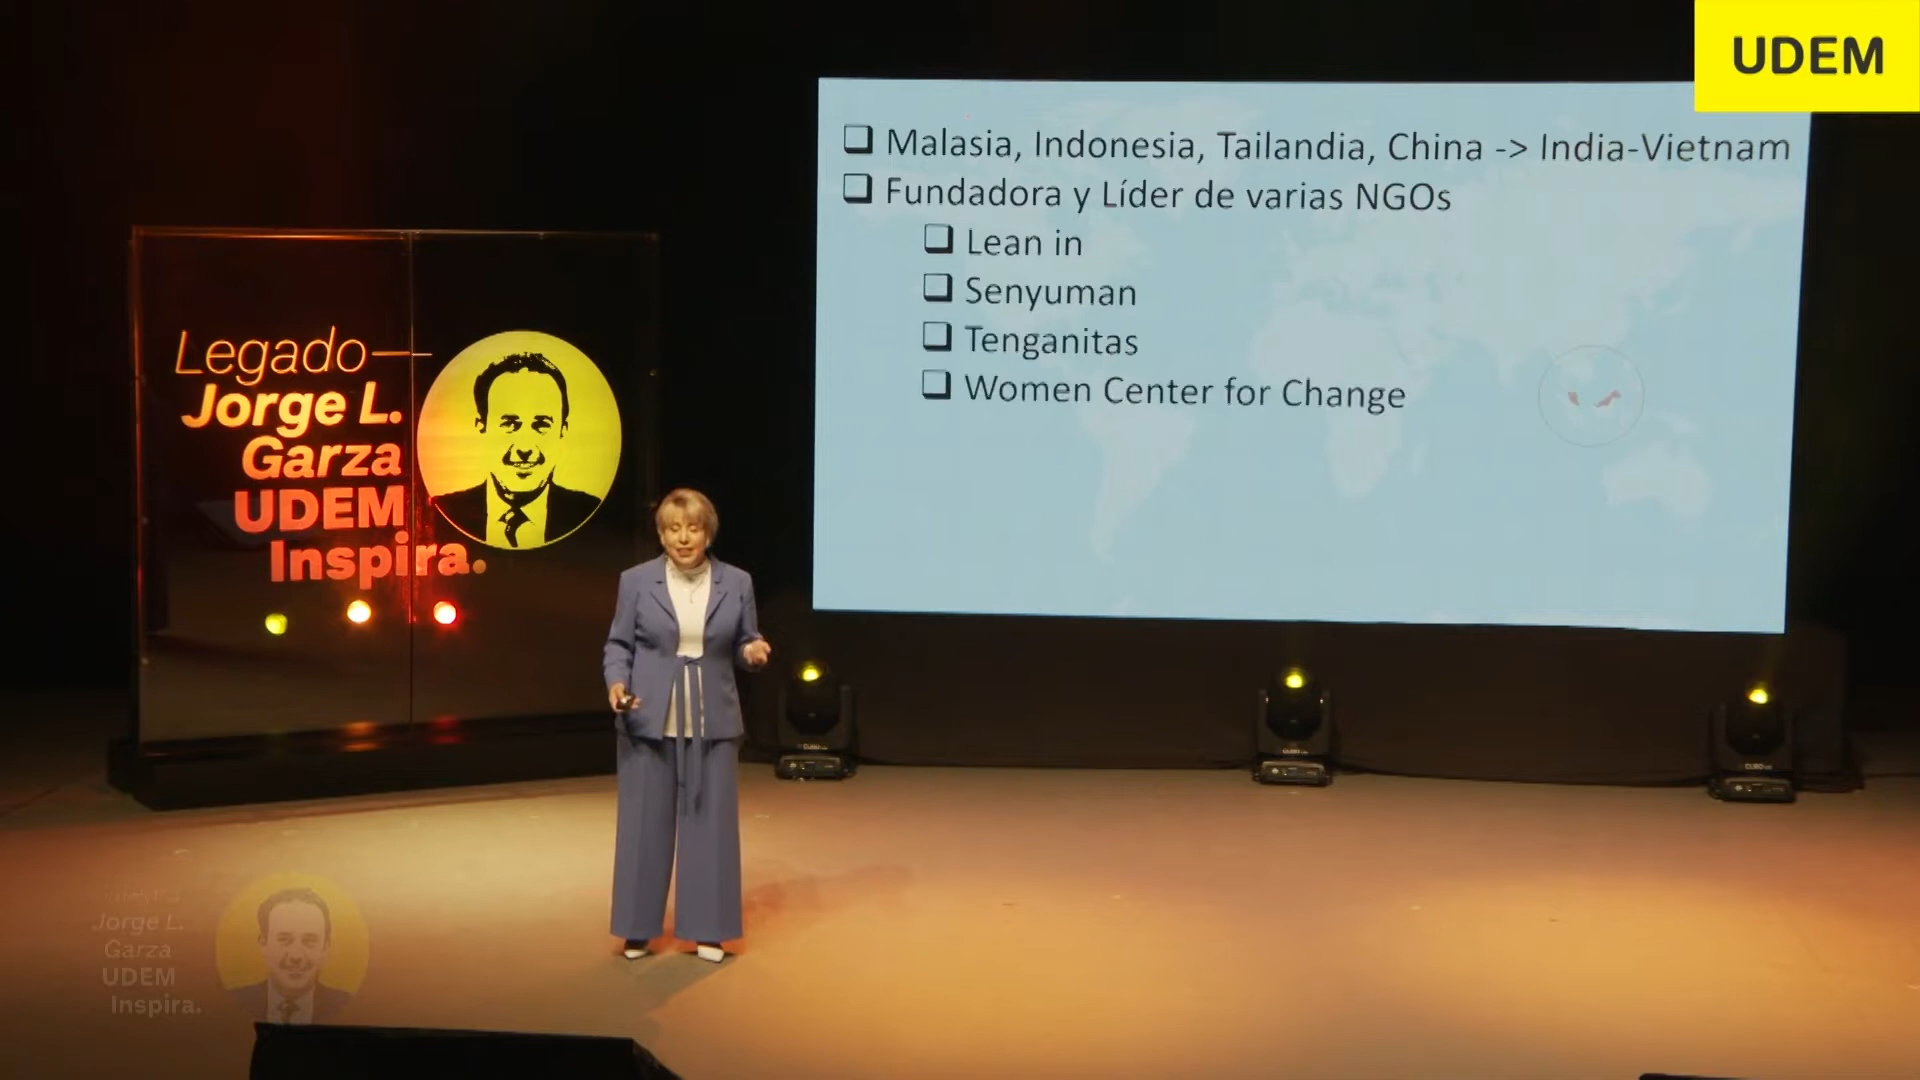 UDEM
Malasia, Indonesia, Tailandia, China -> India-Vietnam
Fundadora y Líder de varias NGOs
Lean in
Senyuman
Tenganitas
Women Center for Change
Legado—
Jorge L.
Garza
UDEM
Inspira.
Jorge L.
Garza
UDEM
Inspira.